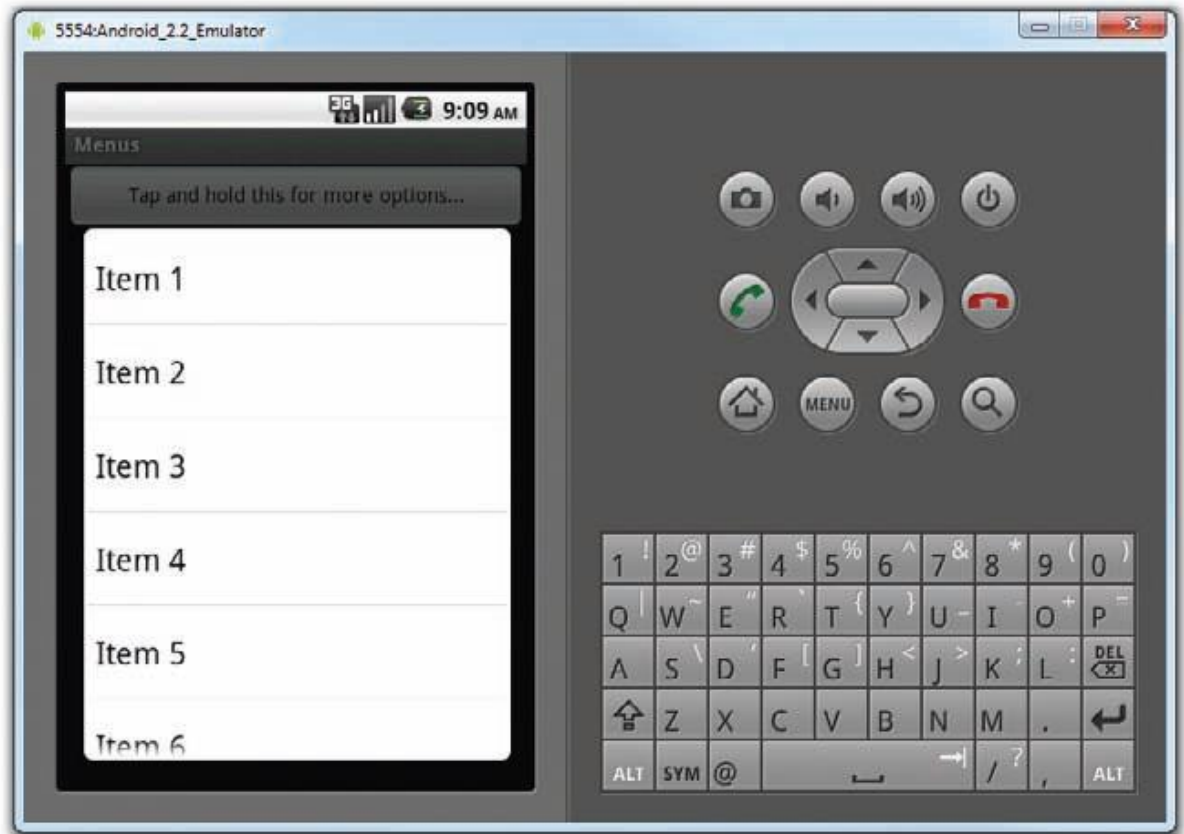 5554:Android_2.2_Emulator
3G 9:09 AM
Menus
Tap and hold this for more options...
Item 1
Item 2
Item 3
Item 4
Item 5
Item 6
MENU
1 ! 2 @ 3 # 4 $ 5 % 6 ^ 7 & 8 * 9 ( 0 )
Q | W ~ E " R ` T { Y } U _ I - O + P =
A S \ D ' F [ G ] H < J > K ; L : DEL
Z X C V B N M .
ALT SYM @ / ? , ALT